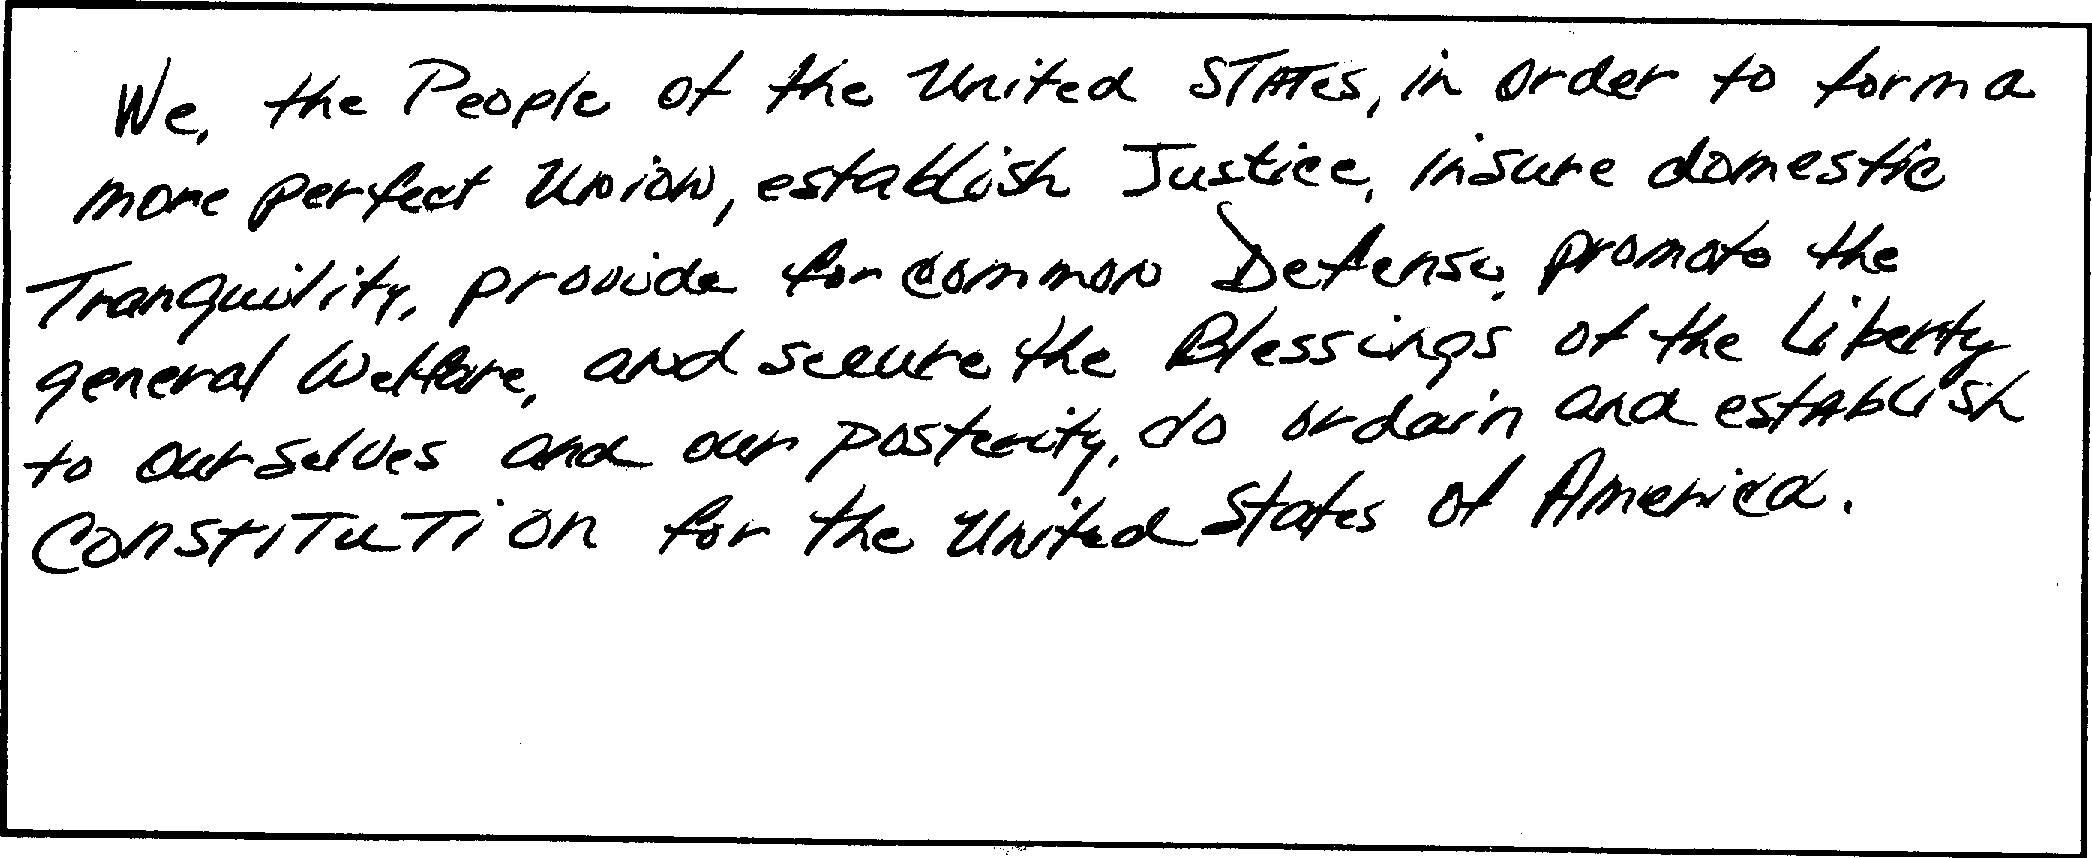 We, the People of the United STATES, in order to form a
more perfect Union, establish Justice, insure domestic
Tranquility, provide for common Defense, promote the
general Welfare, and secure the Blessings of the Liberty
to ourselves and our posterity, do ordain and establish
CONSTITUTION for the United States of America.